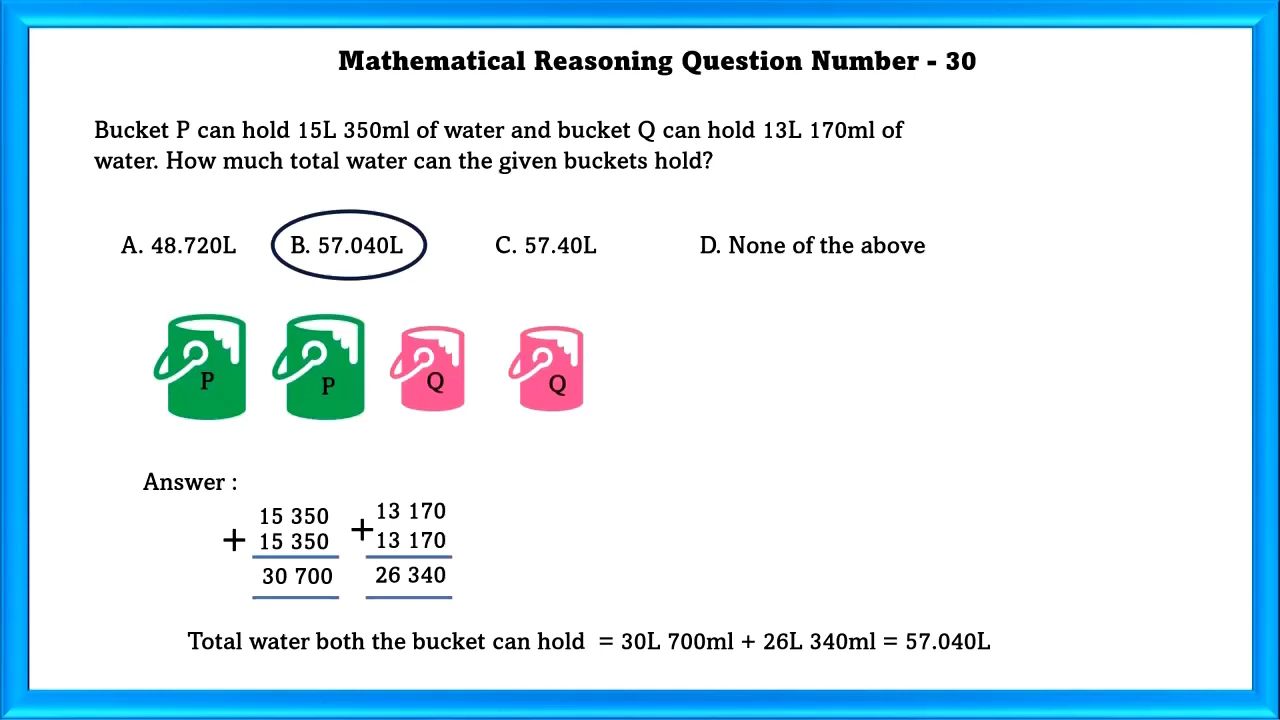 Mathematical Reasoning Question Number - 30
Bucket P can hold 15L 350ml of water and bucket Q can hold 13L 170ml of
water. How much total water can the given buckets hold?
A. 48.720L B. 57.040L C. 57.40L D. None of the above
P P Q Q
Answer :
15 350 13 170
+ 15 350 + 13 170
30 700 26 340
Total water both the bucket can hold = 30L 700ml + 26L 340ml = 57.040L